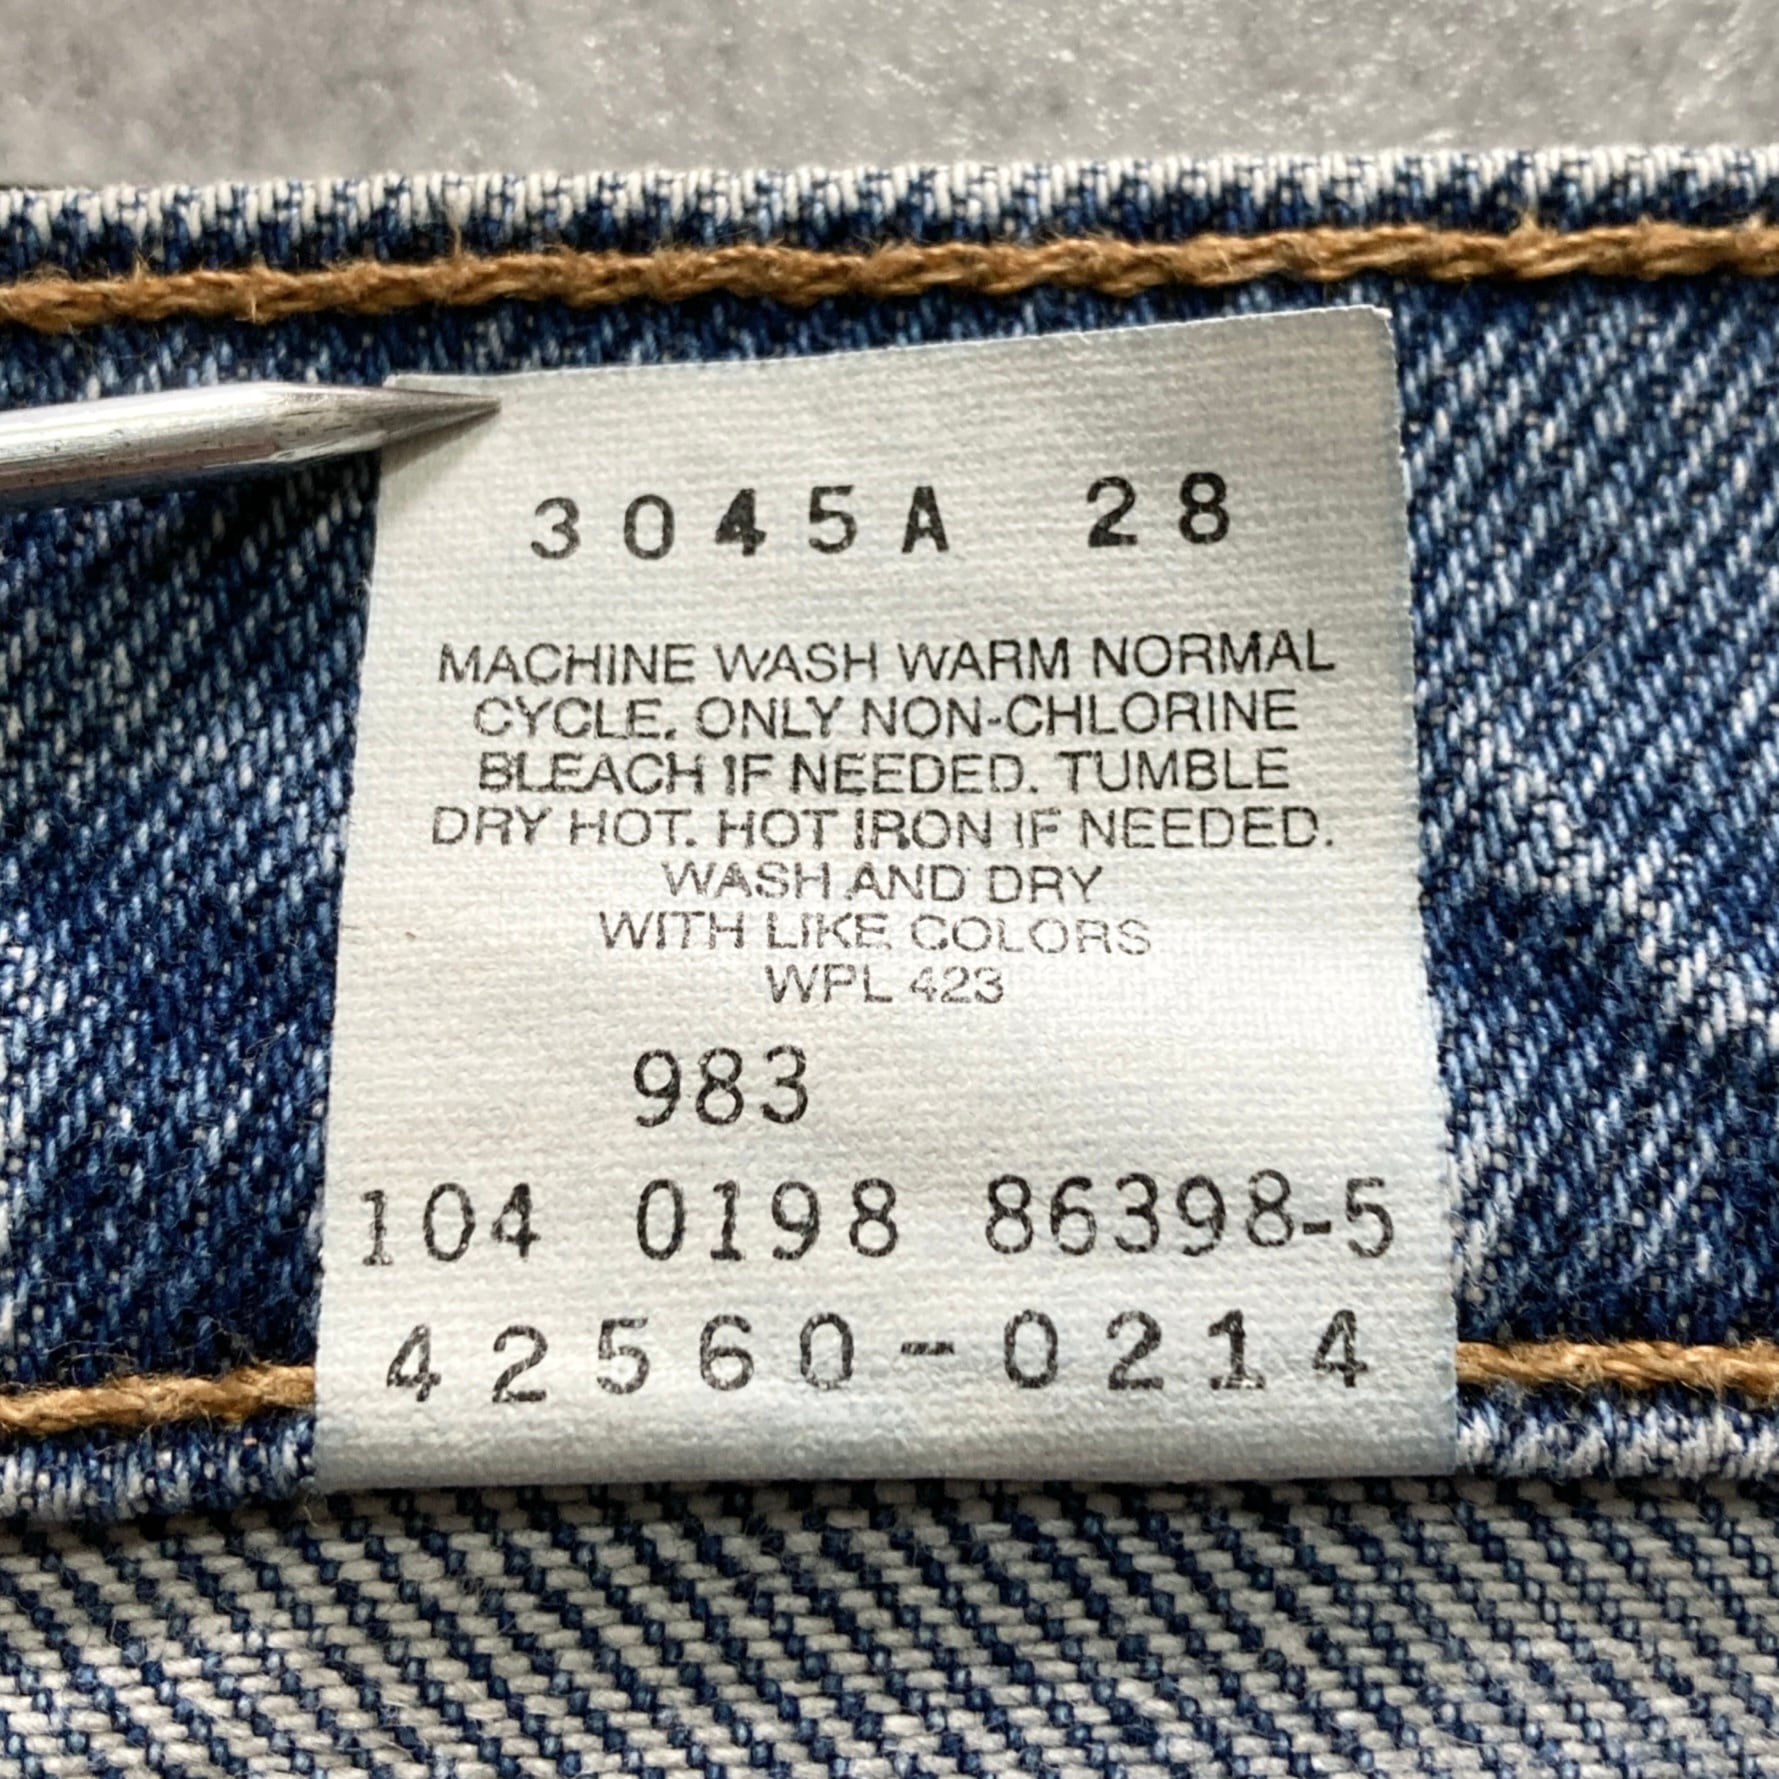 3045A 28
MACHINE WASH WARM NORMAL
CYCLE. ONLY NON-CHLORINE
BLEACH IF NEEDED. TUMBLE
DRY HOT. HOT IRON IF NEEDED.
WASH AND DRY
WITH LIKE COLORS
WPL 423
983
104 0198 86398-5
42560-0214